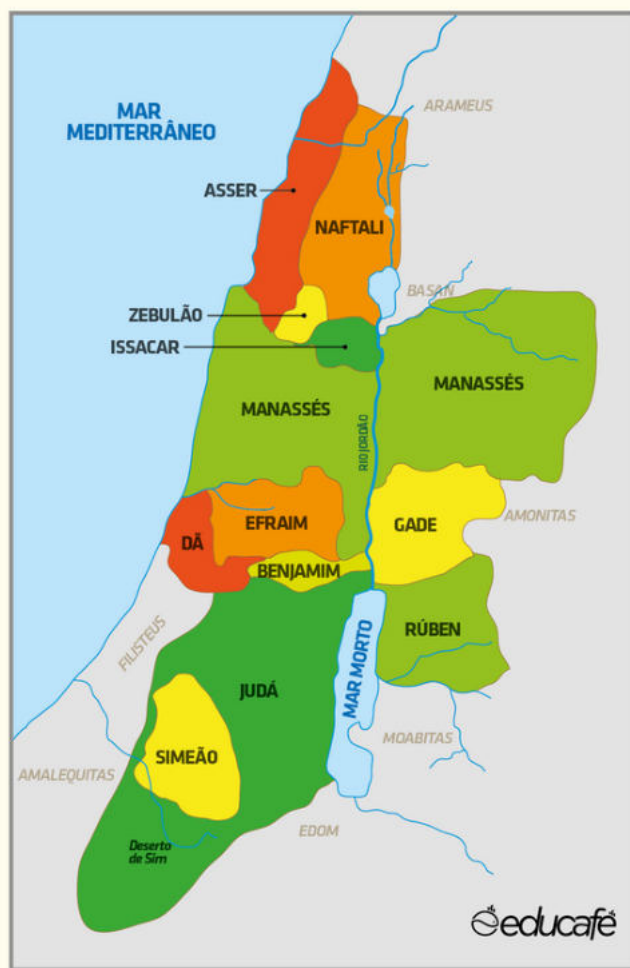 MAR
MEDITERRÂNEO
ARAMEUS
ASSER
NAFTALI
BASAN
ZEBULÃO
ISSACAR
MANASSÉS
MANASSÉS
RIO JORDÃO
EFRAIM
GADE
AMONITAS
DÃ
BENJAMIM
RÚBEN
FILISTEUS
MAR MORTO
JUDÁ
MOABITAS
SIMEÃO
AMALEQUITAS
EDOM
Deserto
de Sim
educafé